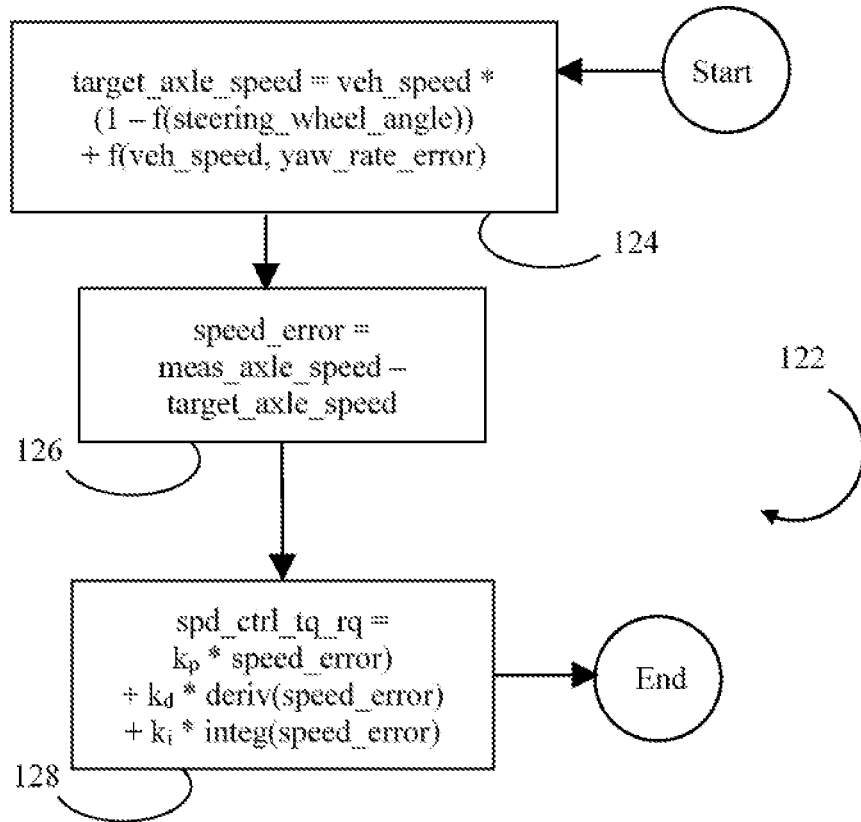 Start
target_axle_speed = veh_speed *
(1 – f(steering_wheel_angle))
+ f(veh_speed, yaw_rate_error)
124
speed_error =
meas_axle_speed –
target_axle_speed
122
126
spd_ctrl_tq_rq =
kₚ * speed_error)
+ k_d * deriv(speed_error)
+ kᵢ * integ(speed_error)
End
128